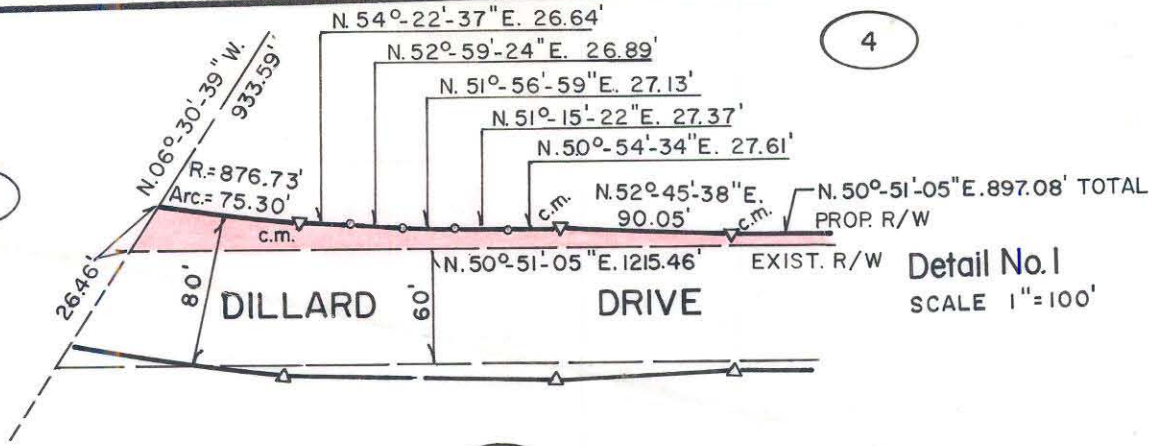 N. 54°-22'-37" E. 26.64'
4
N. 52°-59'-24" E. 26.89'
N. 06°-30'-39" W.
933.59'
N. 51°-56'-59" E. 27.13'
N. 51°-15'-22" E. 27.37'
N. 50°-54'-34" E. 27.61'
R.= 876.73'
Arc.= 75.30'
c.m.
N. 52°-45'-38" E.
90.05'
c.m.
N. 50°-51'-05" E. 897.08' TOTAL
PROP. R/W
c.m.
26.46'
80'
N. 50°-51'-05" E. 1215.46'
EXIST. R/W
Detail No.1
SCALE 1"=100'
DILLARD
60'
DRIVE